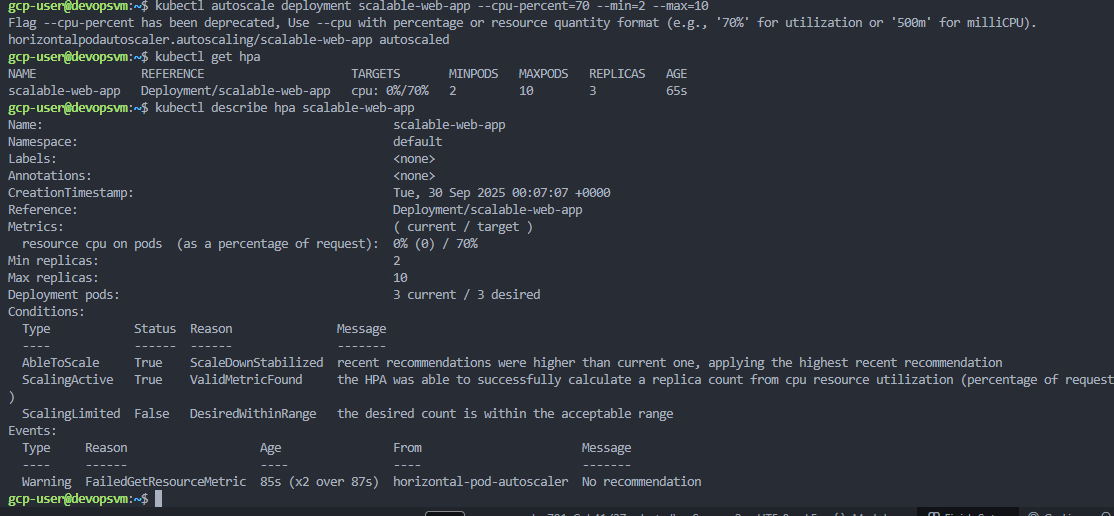 gcp-user@devopsvm:~$ kubectl autoscale deployment scalable-web-app --cpu-percent=70 --min=2 --max=10
Flag --cpu-percent has been deprecated, Use --cpu with percentage or resource quantity format (e.g., '70%' for utilization or '500m' for milliCPU).
horizontalpodautoscaler.autoscaling/scalable-web-app autoscaled
gcp-user@devopsvm:~$ kubectl get hpa
NAME REFERENCE TARGETS MINPODS MAXPODS REPLICAS AGE
scalable-web-app Deployment/scalable-web-app cpu: 0%/70% 2 10 3 65s
gcp-user@devopsvm:~$ kubectl describe hpa scalable-web-app
Name: scalable-web-app
Namespace: default
Labels: <none>
Annotations: <none>
CreationTimestamp: Tue, 30 Sep 2025 00:07:07 +0000
Reference: Deployment/scalable-web-app
Metrics: ( current / target )
resource cpu on pods (as a percentage of request): 0% (0) / 70%
Min replicas: 2
Max replicas: 10
Deployment pods: 3 current / 3 desired
Conditions:
Type Status Reason Message
---- ------ ------ -------
AbleToScale True ScaleDownStabilized recent recommendations were higher than current one, applying the highest recent recommendation
ScalingActive True ValidMetricFound the HPA was able to successfully calculate a replica count from cpu resource utilization (percentage of request
)
ScalingLimited False DesiredWithinRange the desired count is within the acceptable range
Events:
Type Reason Age From Message
---- ------ ---- ---- -------
Warning FailedGetResourceMetric 85s (x2 over 87s) horizontal-pod-autoscaler No recommendation
gcp-user@devopsvm:~$